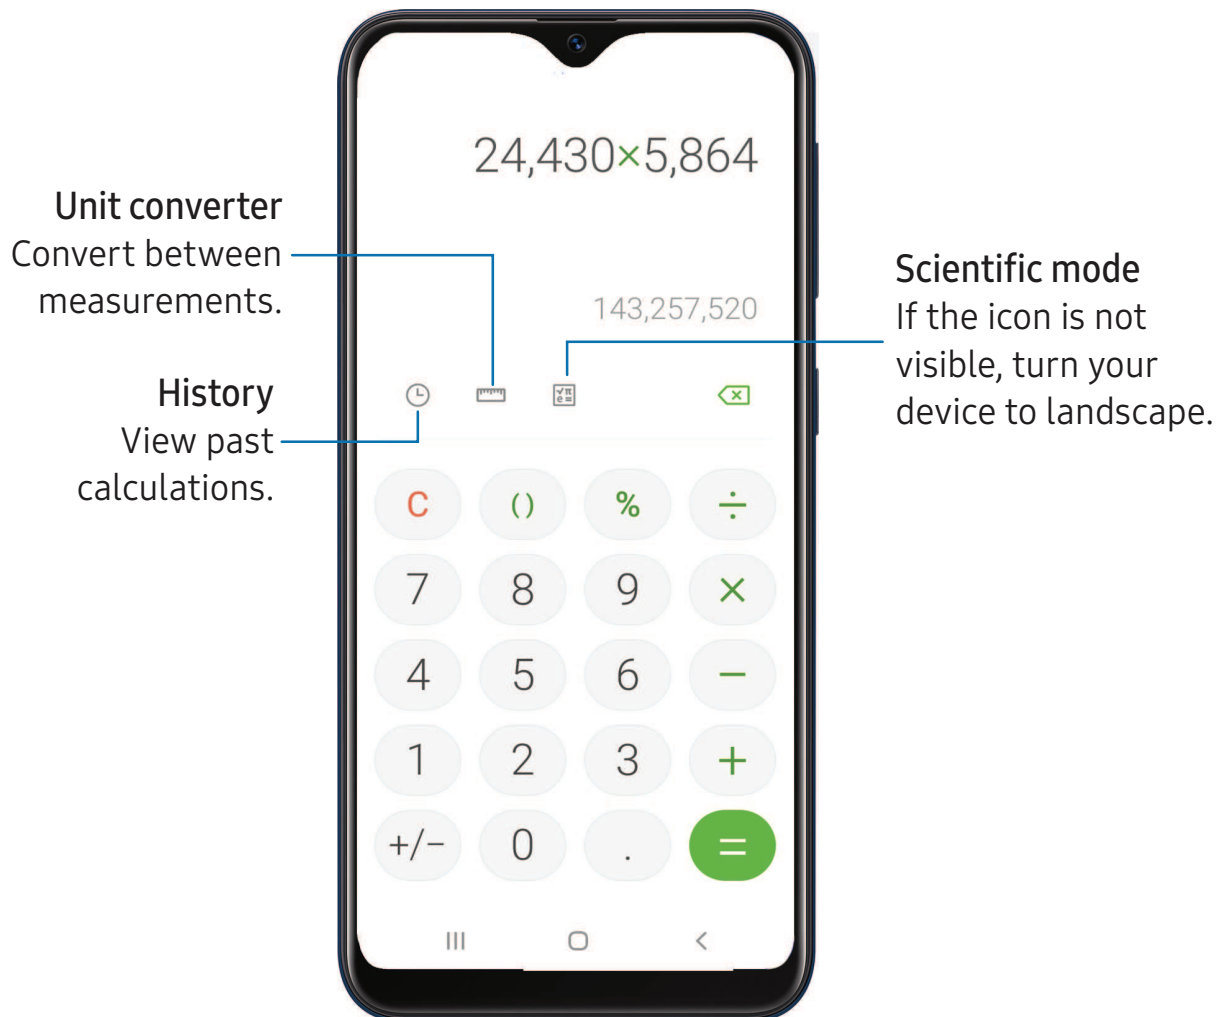 24,430×5,864
Unit converter
Convert between
measurements.
143,257,520
Scientific mode
If the icon is not
visible, turn your
device to landscape.
History
View past
calculations.
√π
e=
C () % ÷
7 8 9 ×
4 5 6 −
1 2 3 +
+/− 0 . =